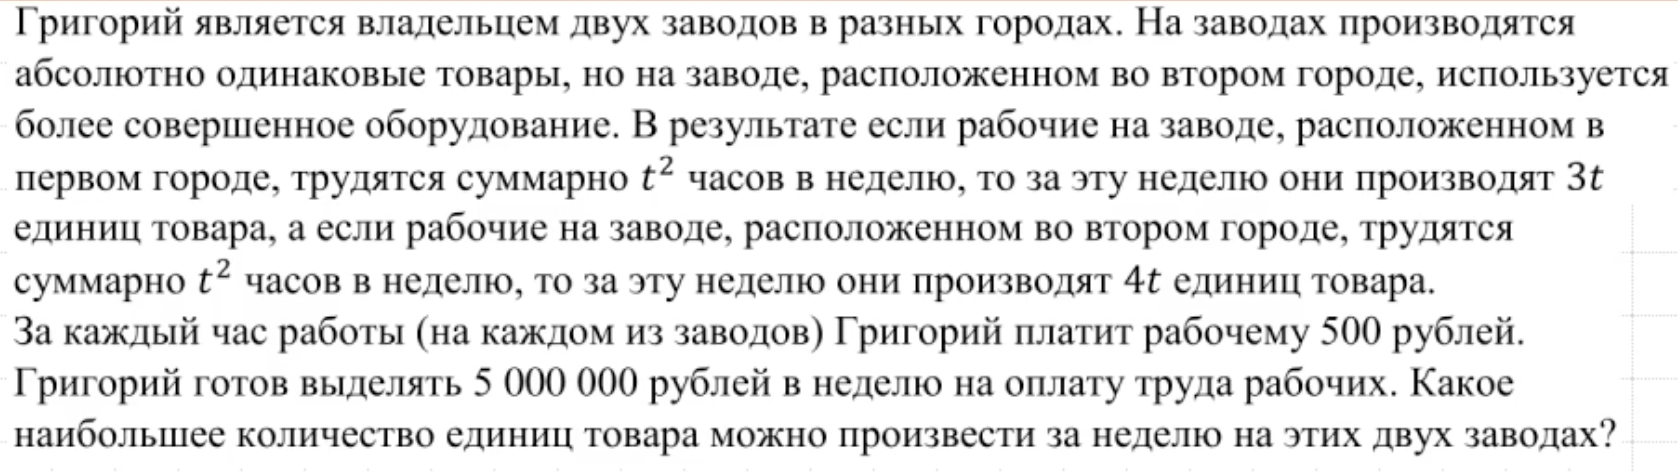 Григорий является владельцем двух заводов в разных городах. На заводах производятся
абсолютно одинаковые товары, но на заводе, расположенном во втором городе, используется
более совершенное оборудование. В результате если рабочие на заводе, расположенном в
первом городе, трудятся суммарно t² часов в неделю, то за эту неделю они производят 3t
единиц товара, а если рабочие на заводе, расположенном во втором городе, трудятся
суммарно t² часов в неделю, то за эту неделю они производят 4t единиц товара.
За каждый час работы (на каждом из заводов) Григорий платит рабочему 500 рублей.
Григорий готов выделять 5 000 000 рублей в неделю на оплату труда рабочих. Какое
наибольшее количество единиц товара можно произвести за неделю на этих двух заводах?